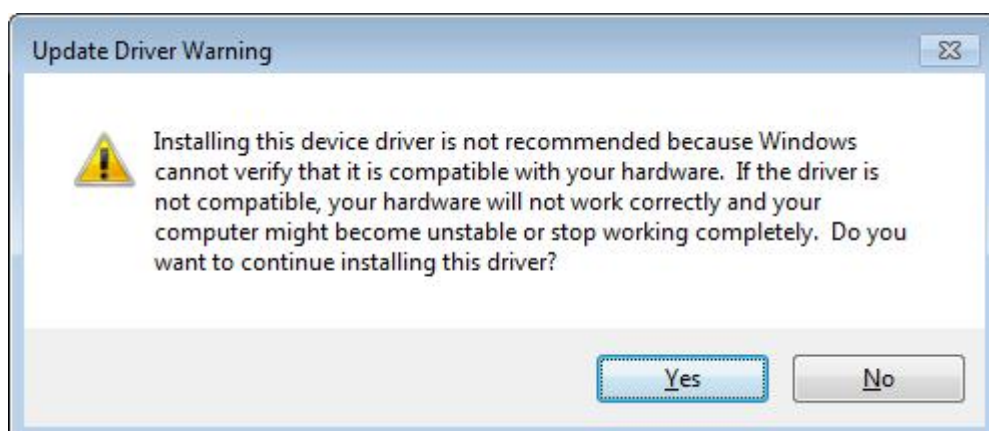 Update Driver Warning
Installing this device driver is not recommended because Windows
cannot verify that it is compatible with your hardware.  If the driver is
not compatible, your hardware will not work correctly and your
computer might become unstable or stop working completely.  Do you
want to continue installing this driver?
Yes
No